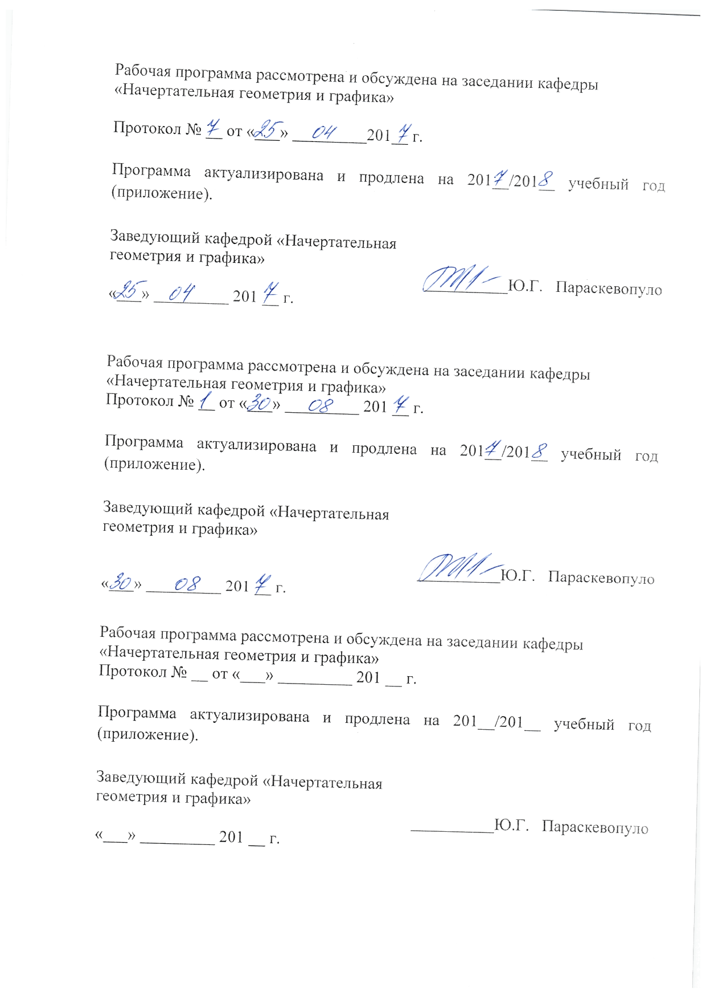 Рабочая программа рассмотрена и обсуждена на заседании кафедры
«Начертательная геометрия и графика»
Протокол № 7 от «25» 04 2017 г.
Программа актуализирована и продлена на 2017/2018 учебный год
(приложение).
Заведующий кафедрой «Начертательная
геометрия и графика»
Ю.Г. Параскевопуло
«25» 04 2017 г.
Рабочая программа рассмотрена и обсуждена на заседании кафедры
«Начертательная геометрия и графика»
Протокол № 1 от «30» 08 2017 г.
Программа актуализирована и продлена на 2017/2018 учебный год
(приложение).
Заведующий кафедрой «Начертательная
геометрия и графика»
Ю.Г. Параскевопуло
«30» 08 2017 г.
Рабочая программа рассмотрена и обсуждена на заседании кафедры
«Начертательная геометрия и графика»
Протокол № __ от «___» _________ 201 __ г.
Программа актуализирована и продлена на 201__/201__ учебный год
(приложение).
Заведующий кафедрой «Начертательная
геометрия и графика»
__________Ю.Г. Параскевопуло
«___» _________ 201 __ г.